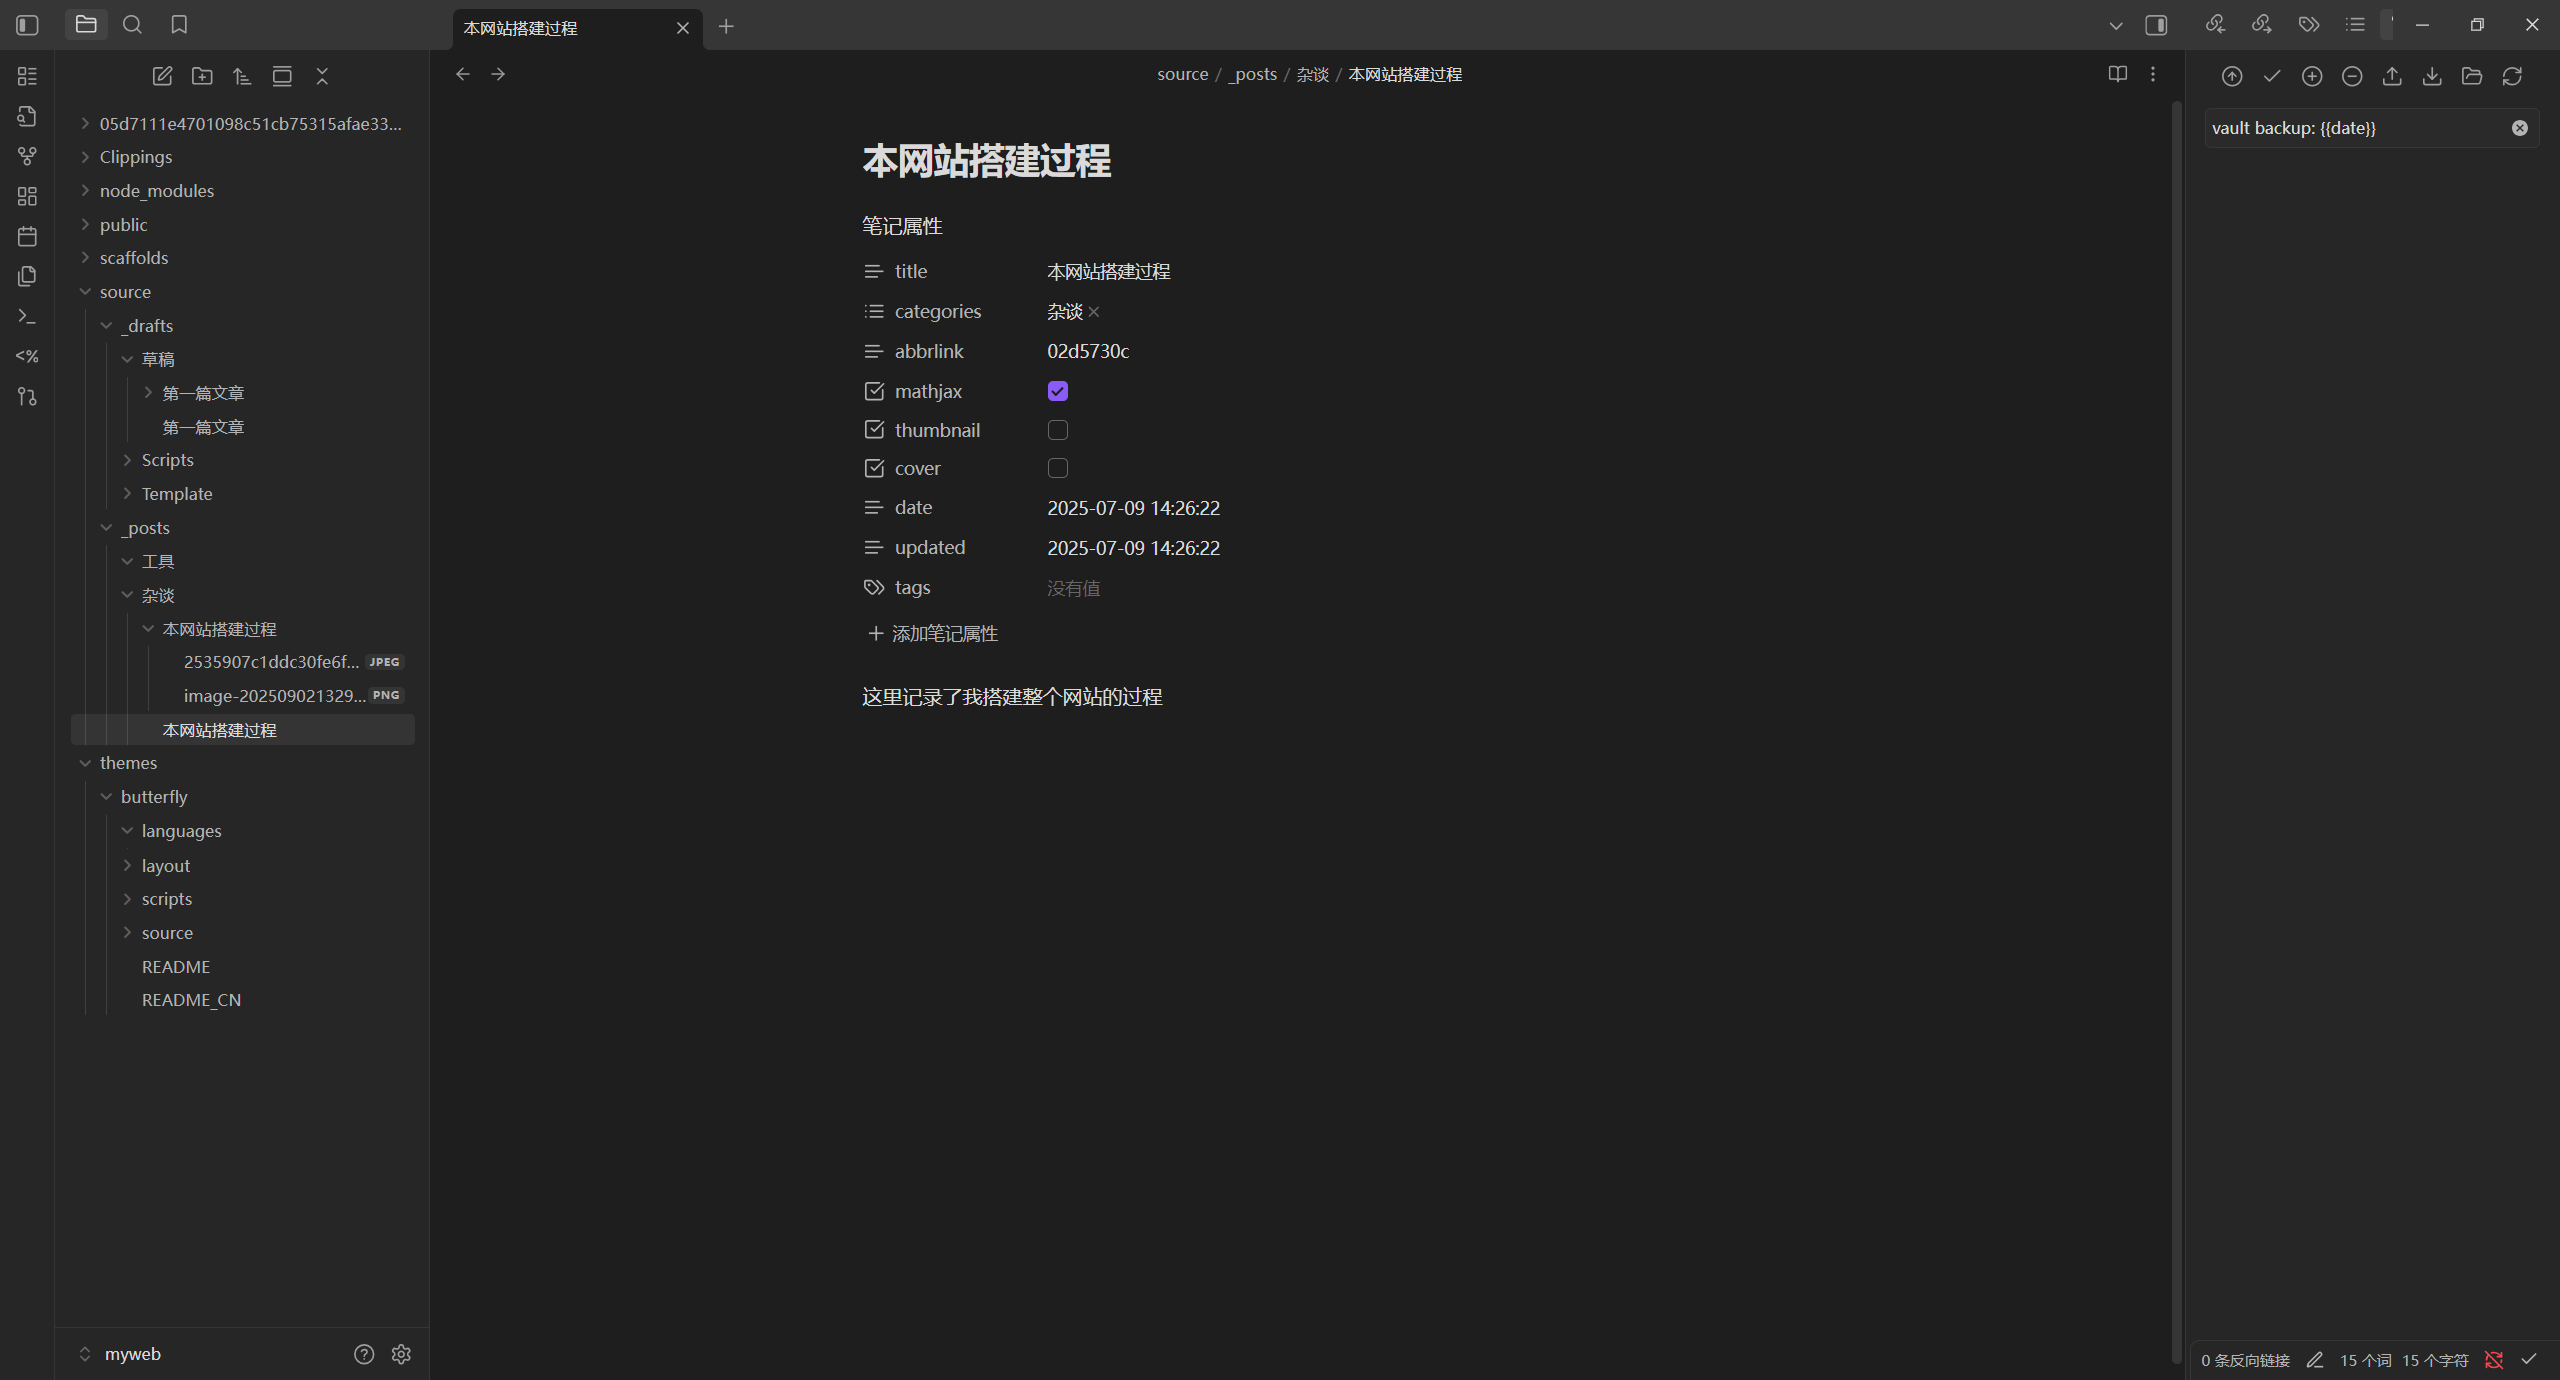 本网站搭建过程
05d7111e4701098c51cb75315afae33...
Clippings
node_modules
public
scaffolds
source
_drafts
草稿
第一篇文章
第一篇文章
Scripts
Template
_posts
工具
杂谈
本网站搭建过程
2535907c1ddc30fe6f... JPEG
image-202509021329... PNG
本网站搭建过程
themes
butterfly
languages
layout
scripts
source
README
README_CN
myweb
source / _posts / 杂谈 / 本网站搭建过程
本网站搭建过程
笔记属性
title 本网站搭建过程
categories 杂谈
abbrlink 02d5730c
mathjax
thumbnail
cover
date 2025-07-09 14:26:22
updated 2025-07-09 14:26:22
tags 没有值
添加笔记属性
这里记录了我搭建整个网站的过程
vault backup: {{date}}
0 条反向链接 15 个词 15 个字符